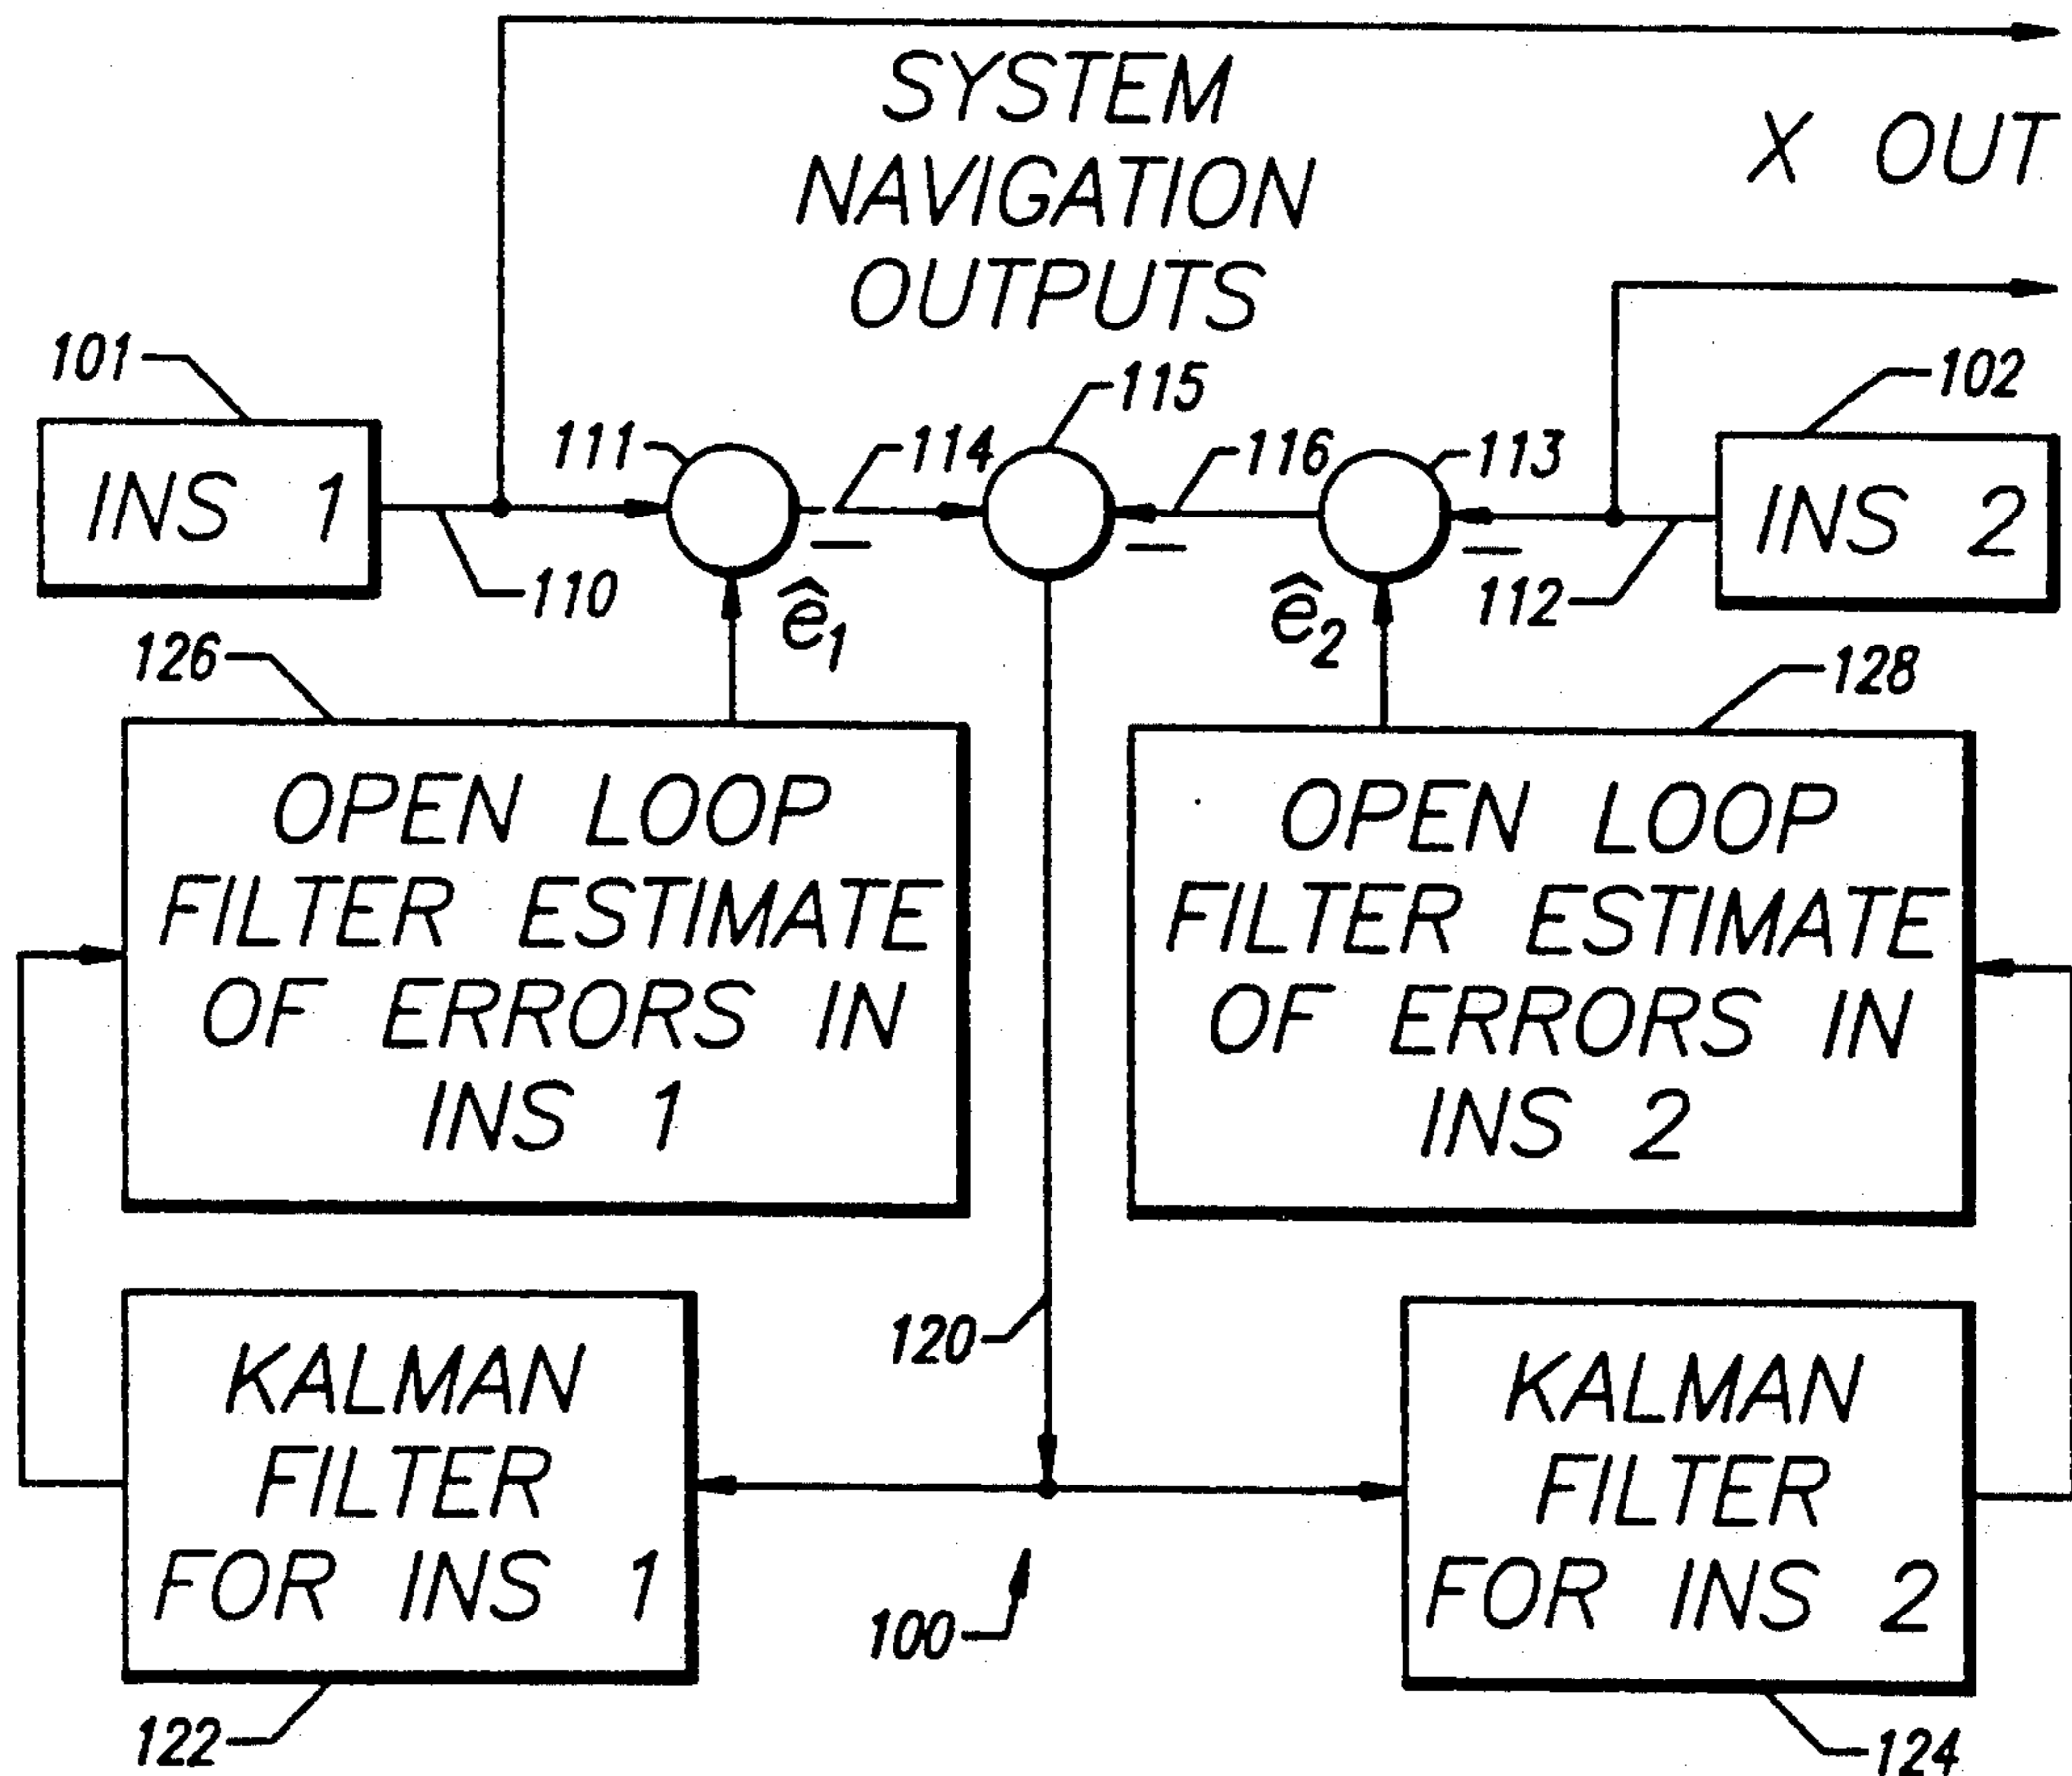 SYSTEM
NAVIGATION
OUTPUTS
X OUT
101
INS 1
110
111
114
115
116
113
102
INS 2
112
ê1
ê2
126
OPEN LOOP
FILTER ESTIMATE
OF ERRORS IN
INS 1
128
OPEN LOOP
FILTER ESTIMATE
OF ERRORS IN
INS 2
120
KALMAN
FILTER
FOR INS 1
122
100
KALMAN
FILTER
FOR INS 2
124